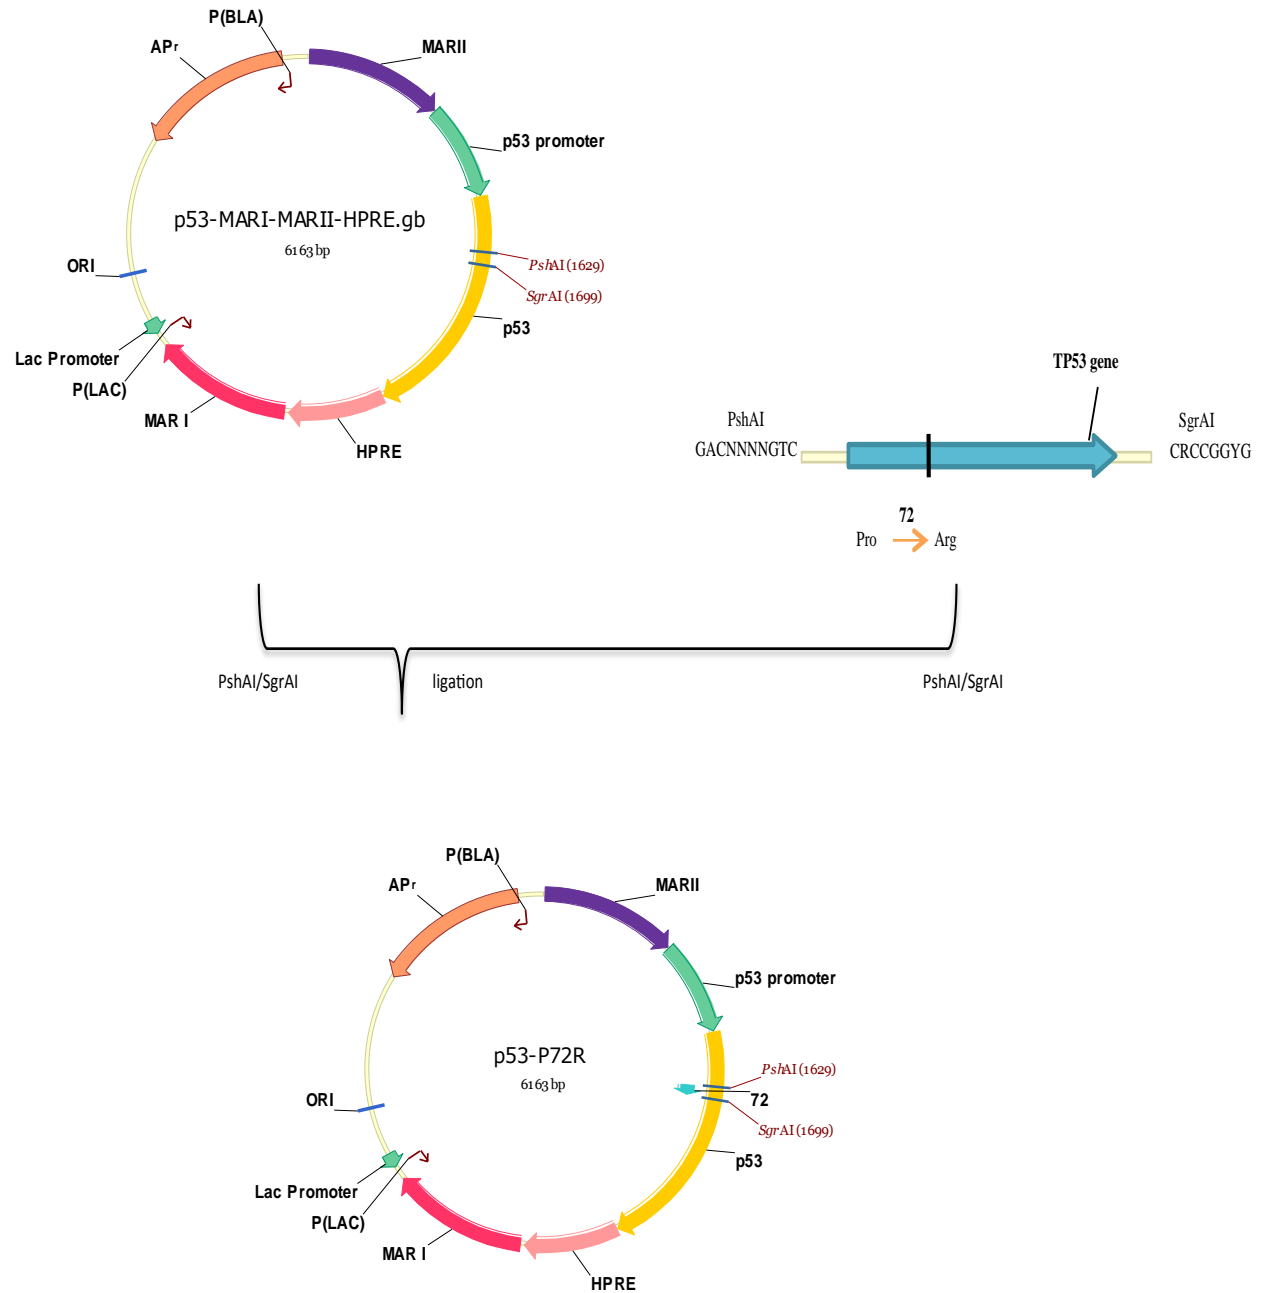 P(BLA)
APr
MARII
p53 promoter
p53-MARI-MARII-HPRE.gb
6163 bp
PshAI (1629)
ORI
SgrAI (1699)
p53
Lac Promoter
P(LAC)
MAR I
HPRE
TP53 gene
PshAI
GACNNNNGTC
SgrAI
CRCCGGYG
72
Pro
Arg
PshAI/SgrAI
ligation
PshAI/SgrAI
P(BLA)
APr
MARII
p53 promoter
p53-P72R
6163 bp
PshAI (1629)
72
ORI
SgrAI (1699)
p53
Lac Promoter
P(LAC)
MAR I
HPRE